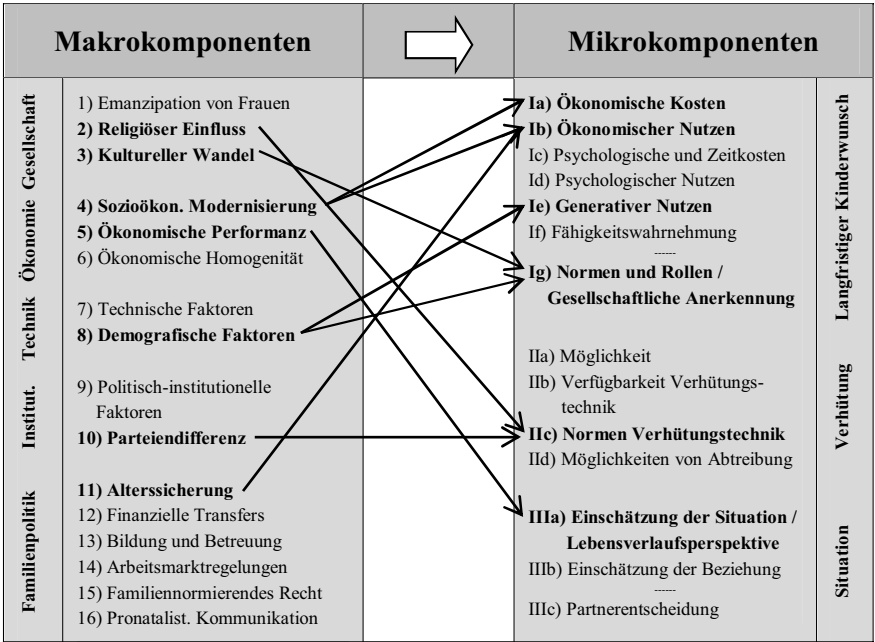 Makrokomponenten
Mikrokomponenten
Gesellschaft
1) Emanzipation von Frauen
2) Religiöser Einfluss
3) Kultureller Wandel
Ökonomie
4) Sozioökon. Modernisierung
5) Ökonomische Performanz
6) Ökonomische Homogenität
Technik
7) Technische Faktoren
8) Demografische Faktoren
Institut.
9) Politisch-institutionelle
Faktoren
10) Parteiendifferenz
Familienpolitik
11) Alterssicherung
12) Finanzielle Transfers
13) Bildung und Betreuung
14) Arbeitsmarktregelungen
15) Familiennormierendes Recht
16) Pronatalist. Kommunikation
Ia) Ökonomische Kosten
Ib) Ökonomischer Nutzen
Ic) Psychologische und Zeitkosten
Id) Psychologischer Nutzen
Ie) Generativer Nutzen
If) Fähigkeitswahrnehmung
------
Ig) Normen und Rollen /
Gesellschaftliche Anerkennung
Langfristiger Kinderwunsch
IIa) Möglichkeit
IIb) Verfügbarkeit Verhütungs-
technik
IIc) Normen Verhütungstechnik
IId) Möglichkeiten von Abtreibung
Verhütung
IIIa) Einschätzung der Situation /
Lebensverlaufsperspektive
IIIb) Einschätzung der Beziehung
------
IIIc) Partnerentscheidung
Situation